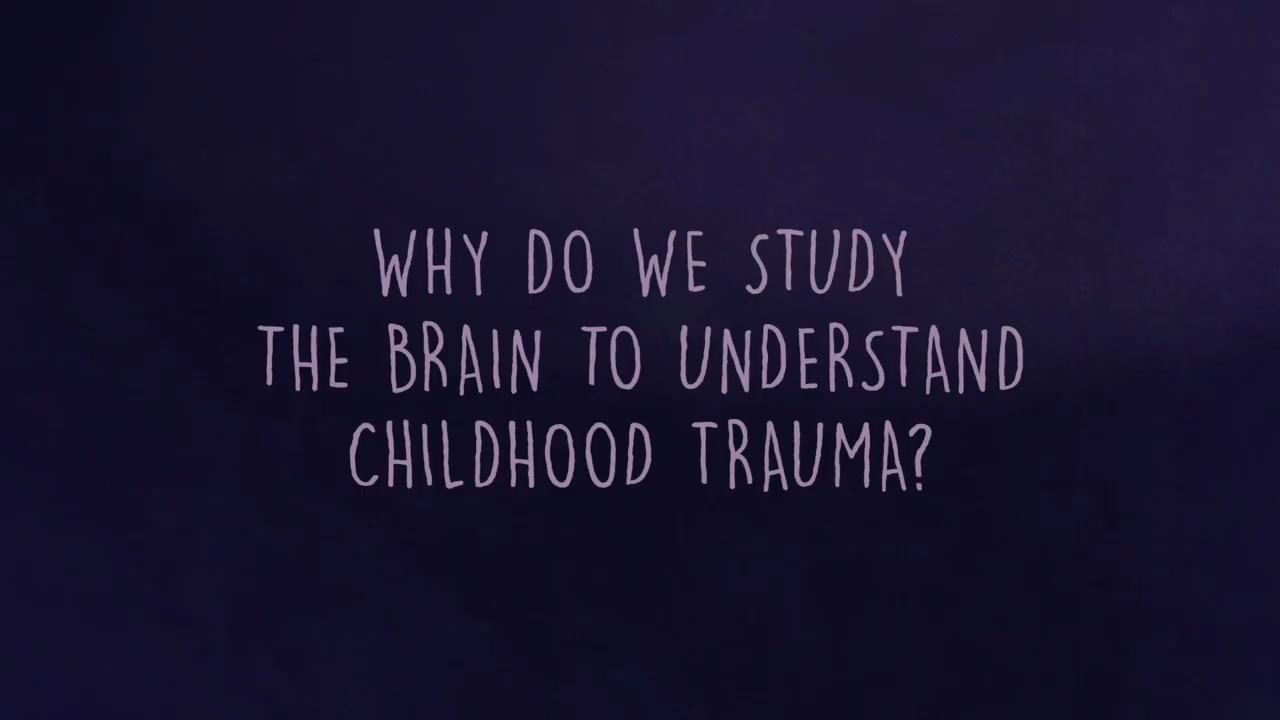 WHY DO WE STUDY
THE BRAIN TO UNDERSTAND
CHILDHOOD TRAUMA?